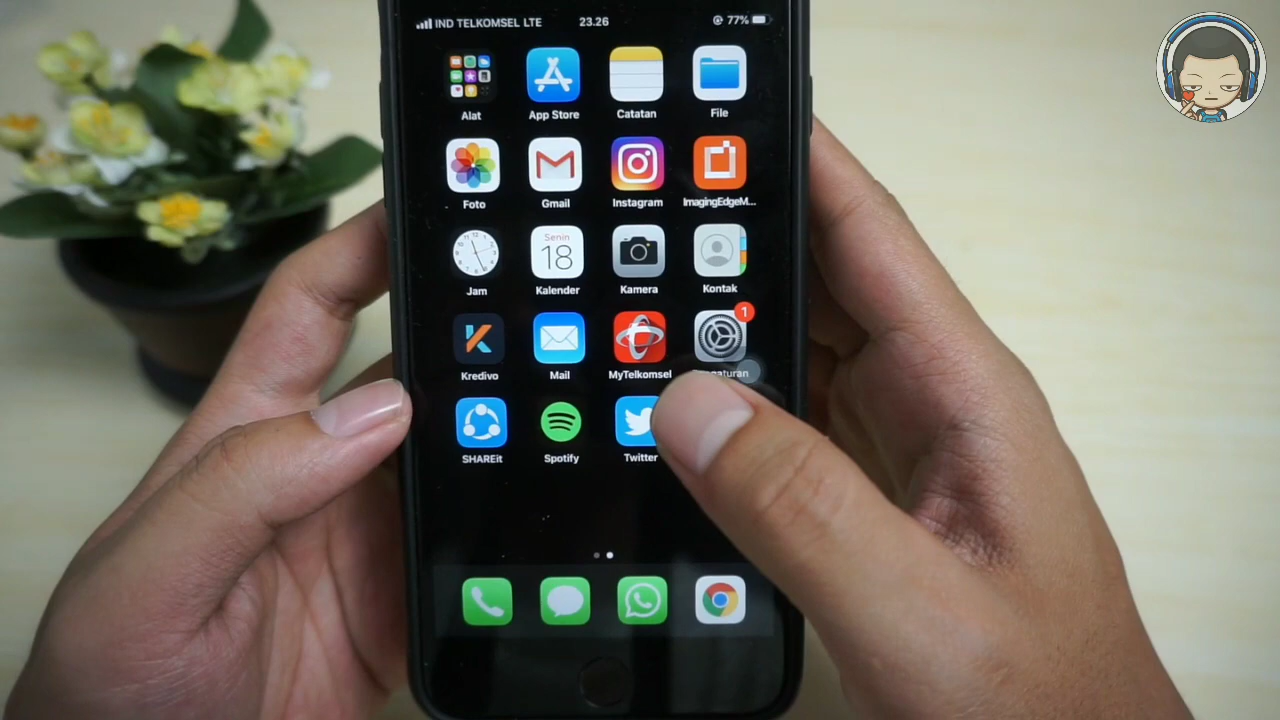 IND TELKOMSEL LTE 23.26 77%
Alat App Store Catatan File
Foto Gmail Instagram ImagingEdgeM...
Senin
18
Jam Kalender Kamera Kontak
1
Kredivo Mail MyTelkomsel Pengaturan
SHAREit Spotify Twitter